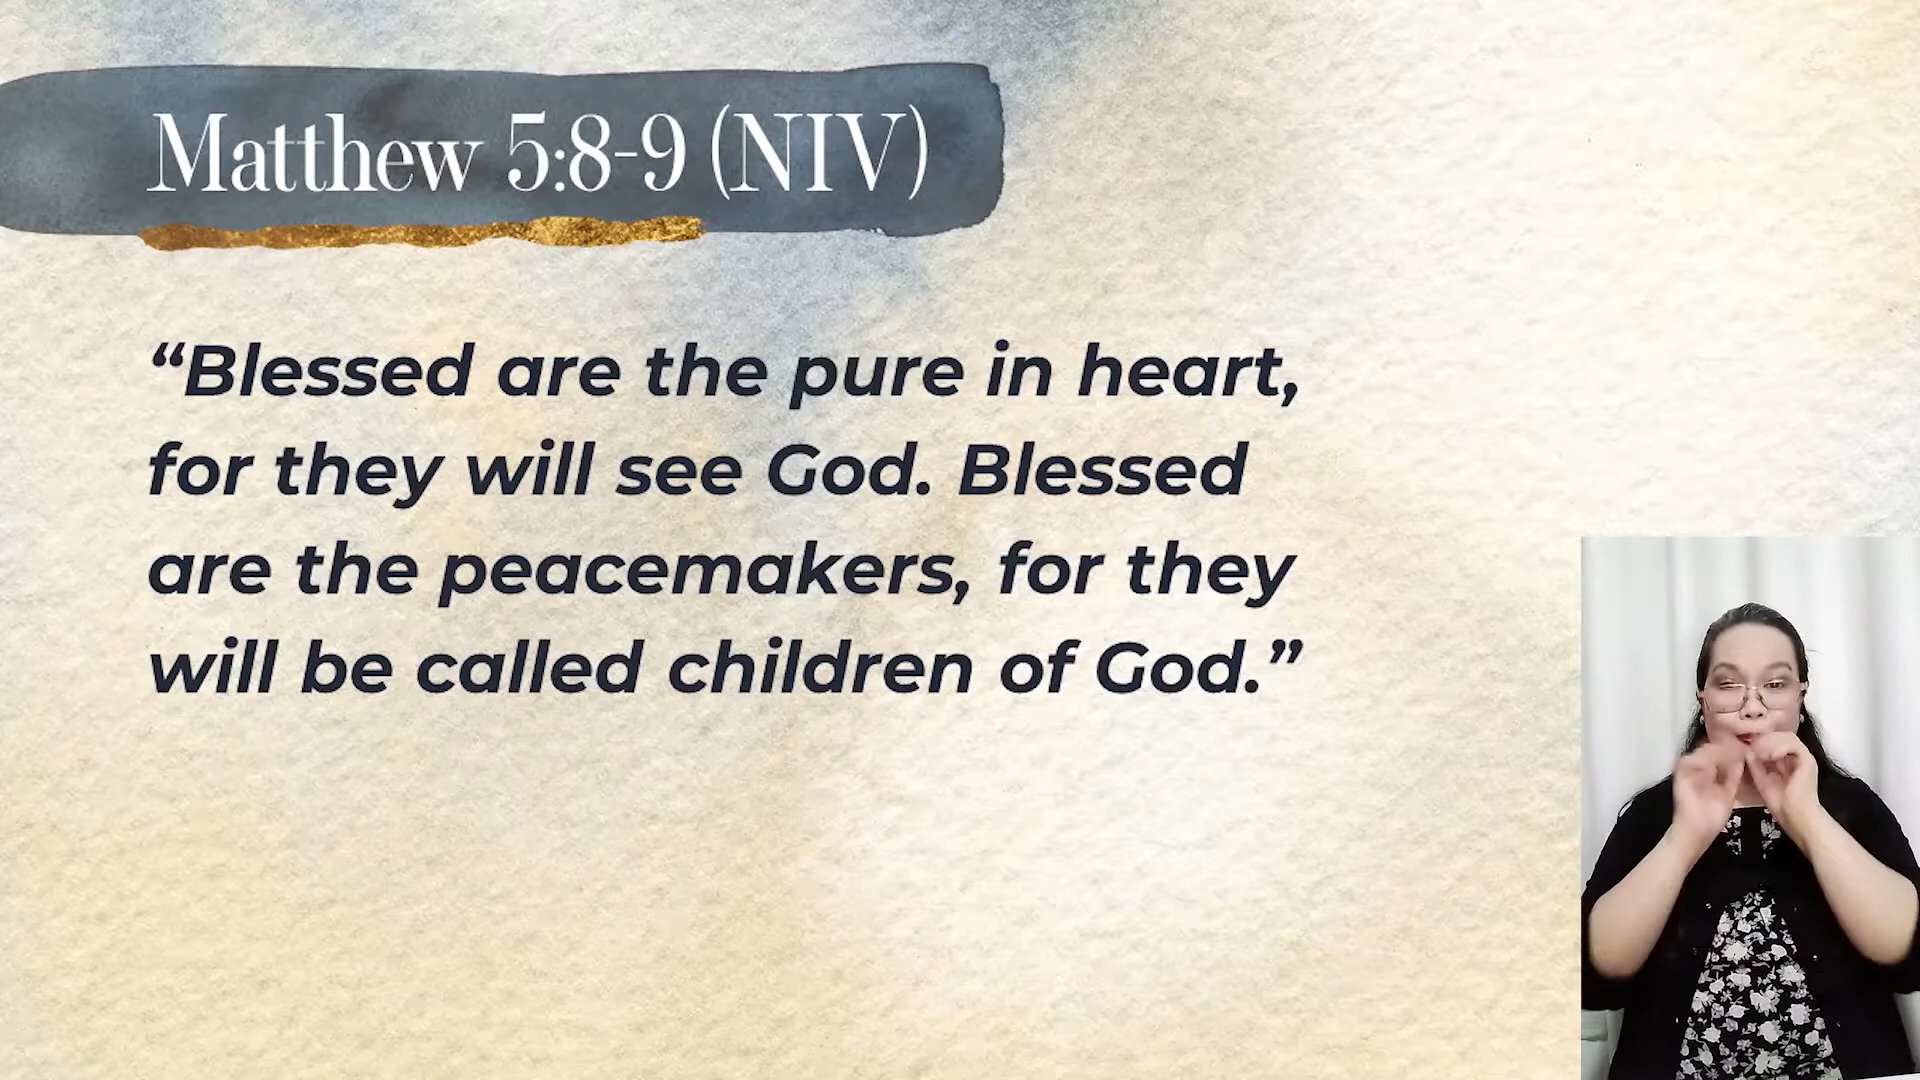 Matthew 5:8-9 (NIV)
“Blessed are the pure in heart,
for they will see God. Blessed
are the peacemakers, for they
will be called children of God.”